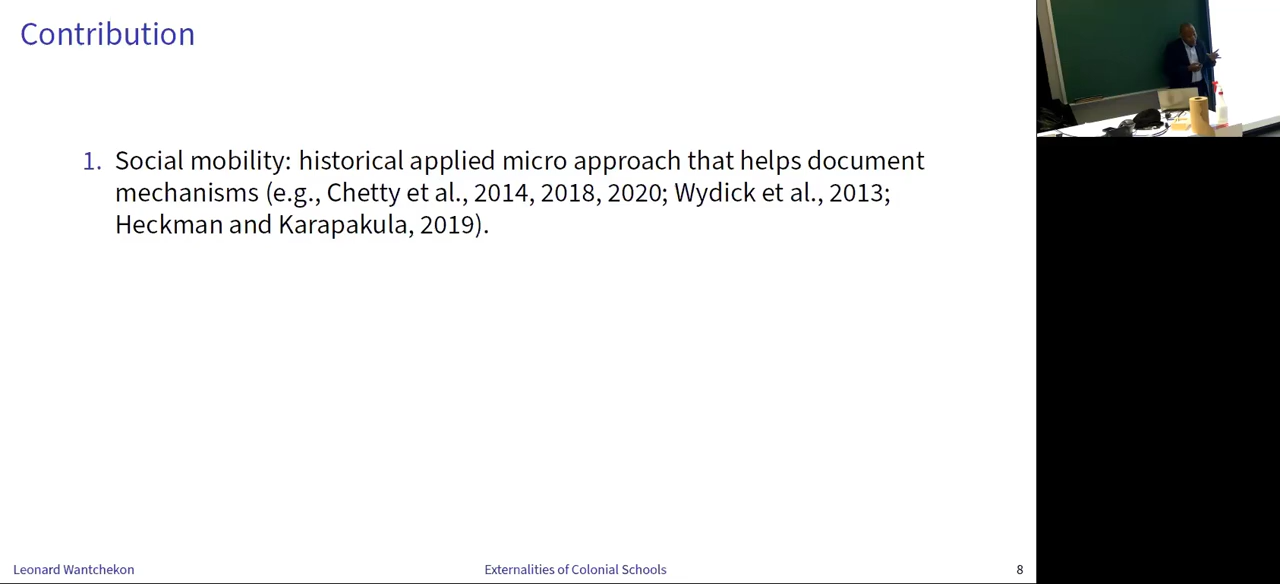 Contribution
1. Social mobility: historical applied micro approach that helps document
mechanisms (e.g., Chetty et al., 2014, 2018, 2020; Wydick et al., 2013;
Heckman and Karapakula, 2019).
Leonard Wantchekon
Externalities of Colonial Schools
8